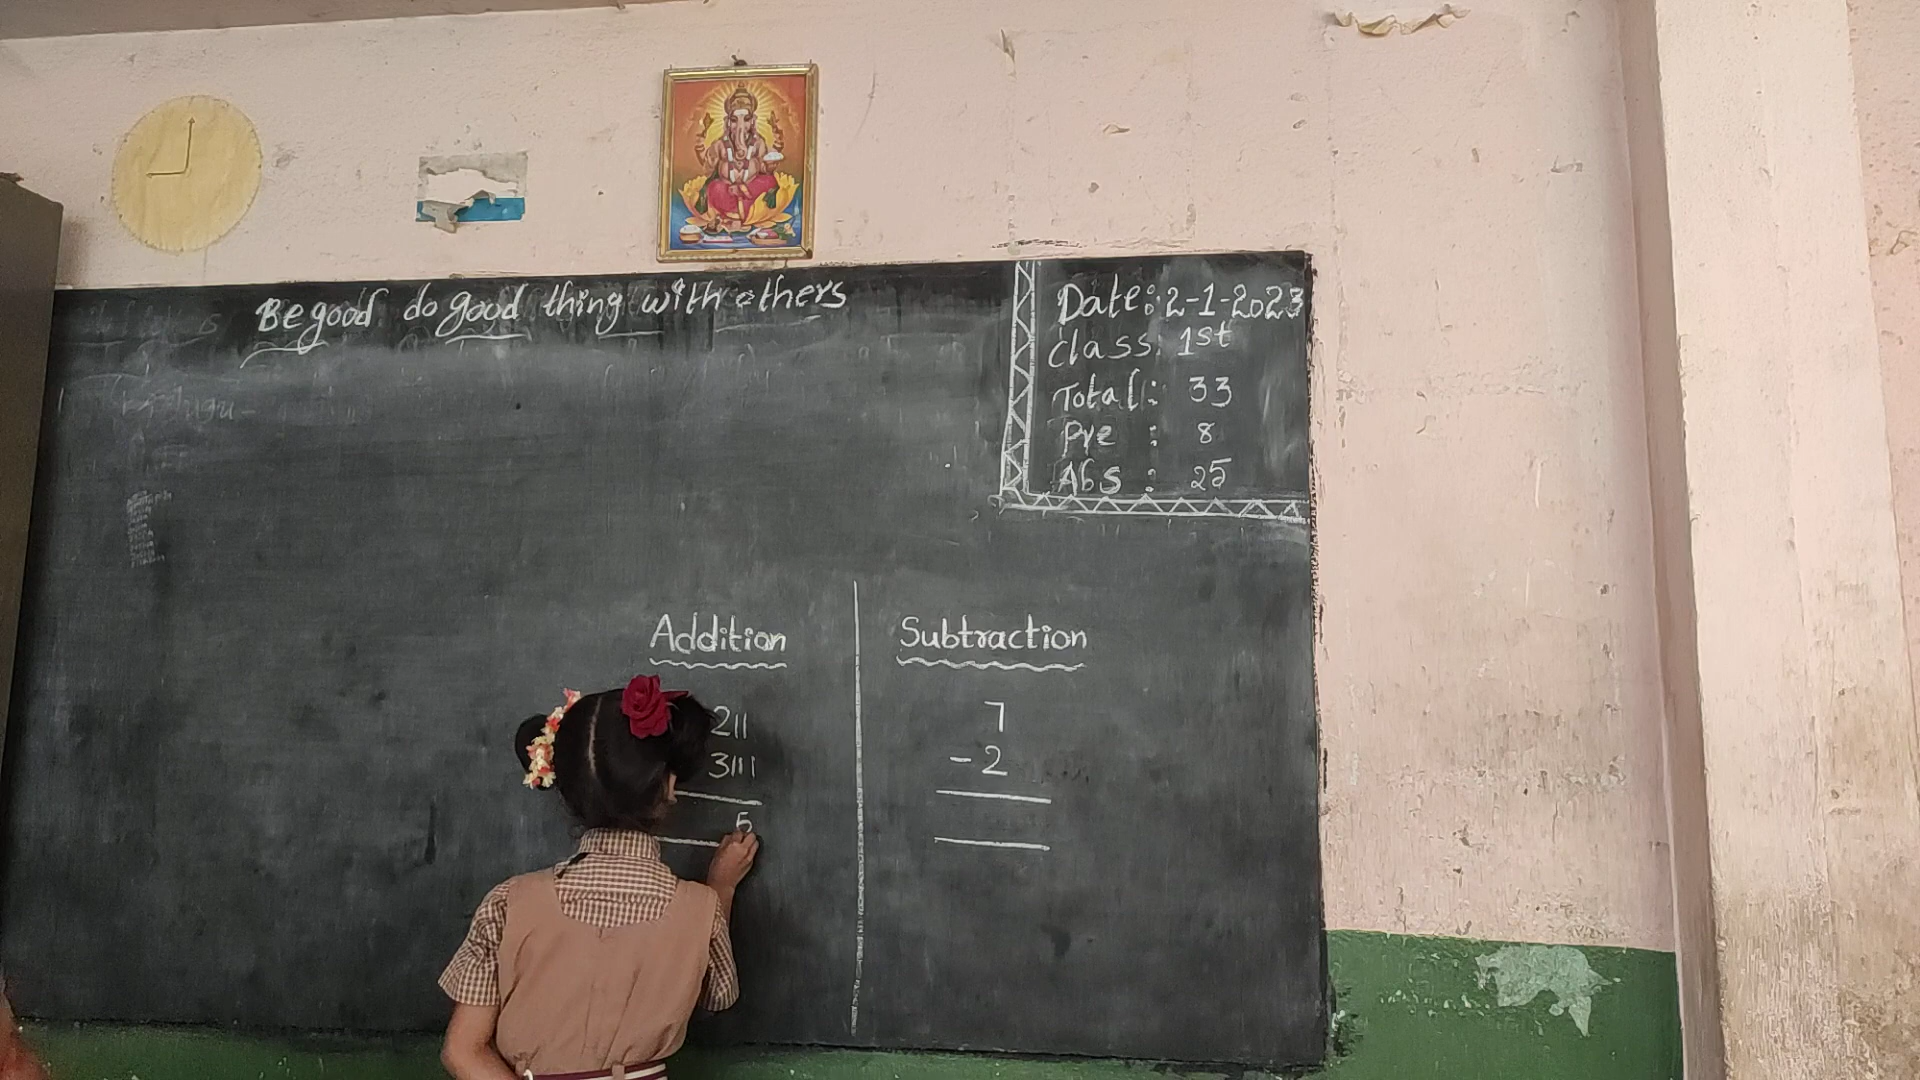 Be good do good thing with others
Date: 2-1-2023
Class: 1st
Total: 33
Pre : 8
Abs : 25
Addition
2||
3|||
5
Subtraction
7
-2